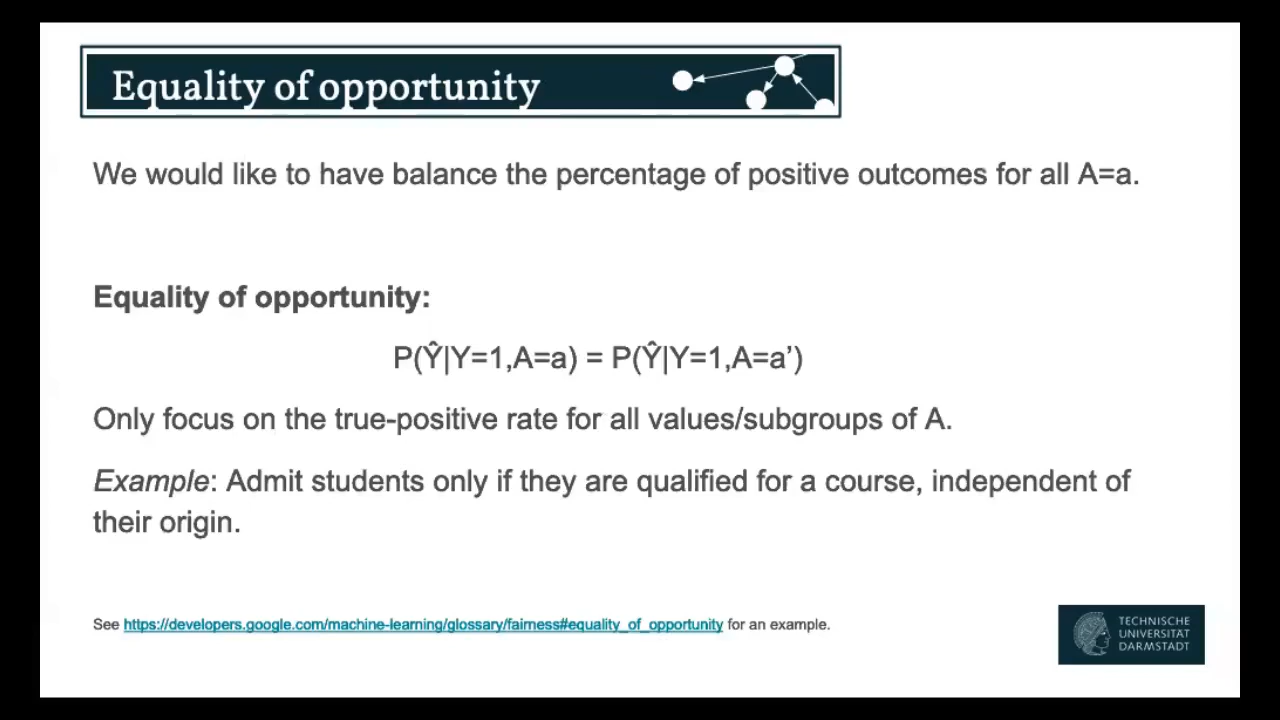 Equality of opportunity
We would like to have balance the percentage of positive outcomes for all A=a.
Equality of opportunity:
P(Ŷ|Y=1,A=a) = P(Ŷ|Y=1,A=a’)
Only focus on the true-positive rate for all values/subgroups of A.
Example: Admit students only if they are qualified for a course, independent of
their origin.
See https://developers.google.com/machine-learning/glossary/fairness#equality_of_opportunity for an example.
TECHNISCHE
UNIVERSITÄT
DARMSTADT